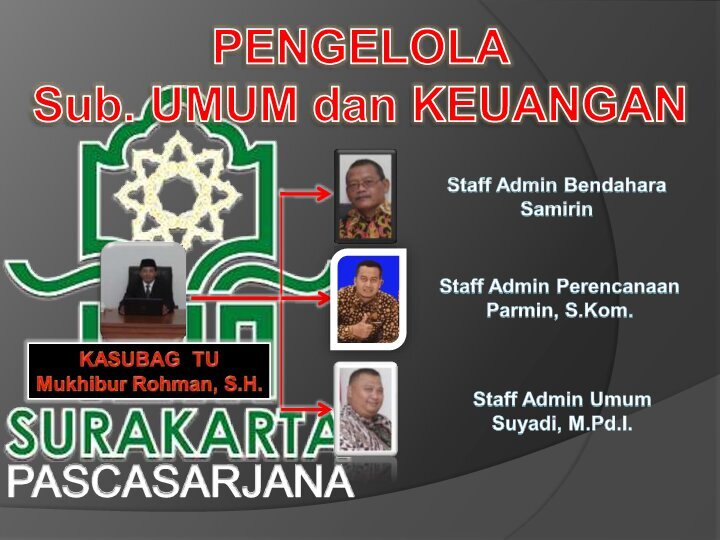 PENGELOLA
Sub. UMUM dan KEUANGAN
Staff Admin Bendahara
Samirin
Staff Admin Perencanaan
Parmin, S.Kom.
KASUBAG TU
Mukhibur Rohman, S.H.
Staff Admin Umum
Suyadi, M.Pd.I.
SURAKARTA
PASCASARJANA